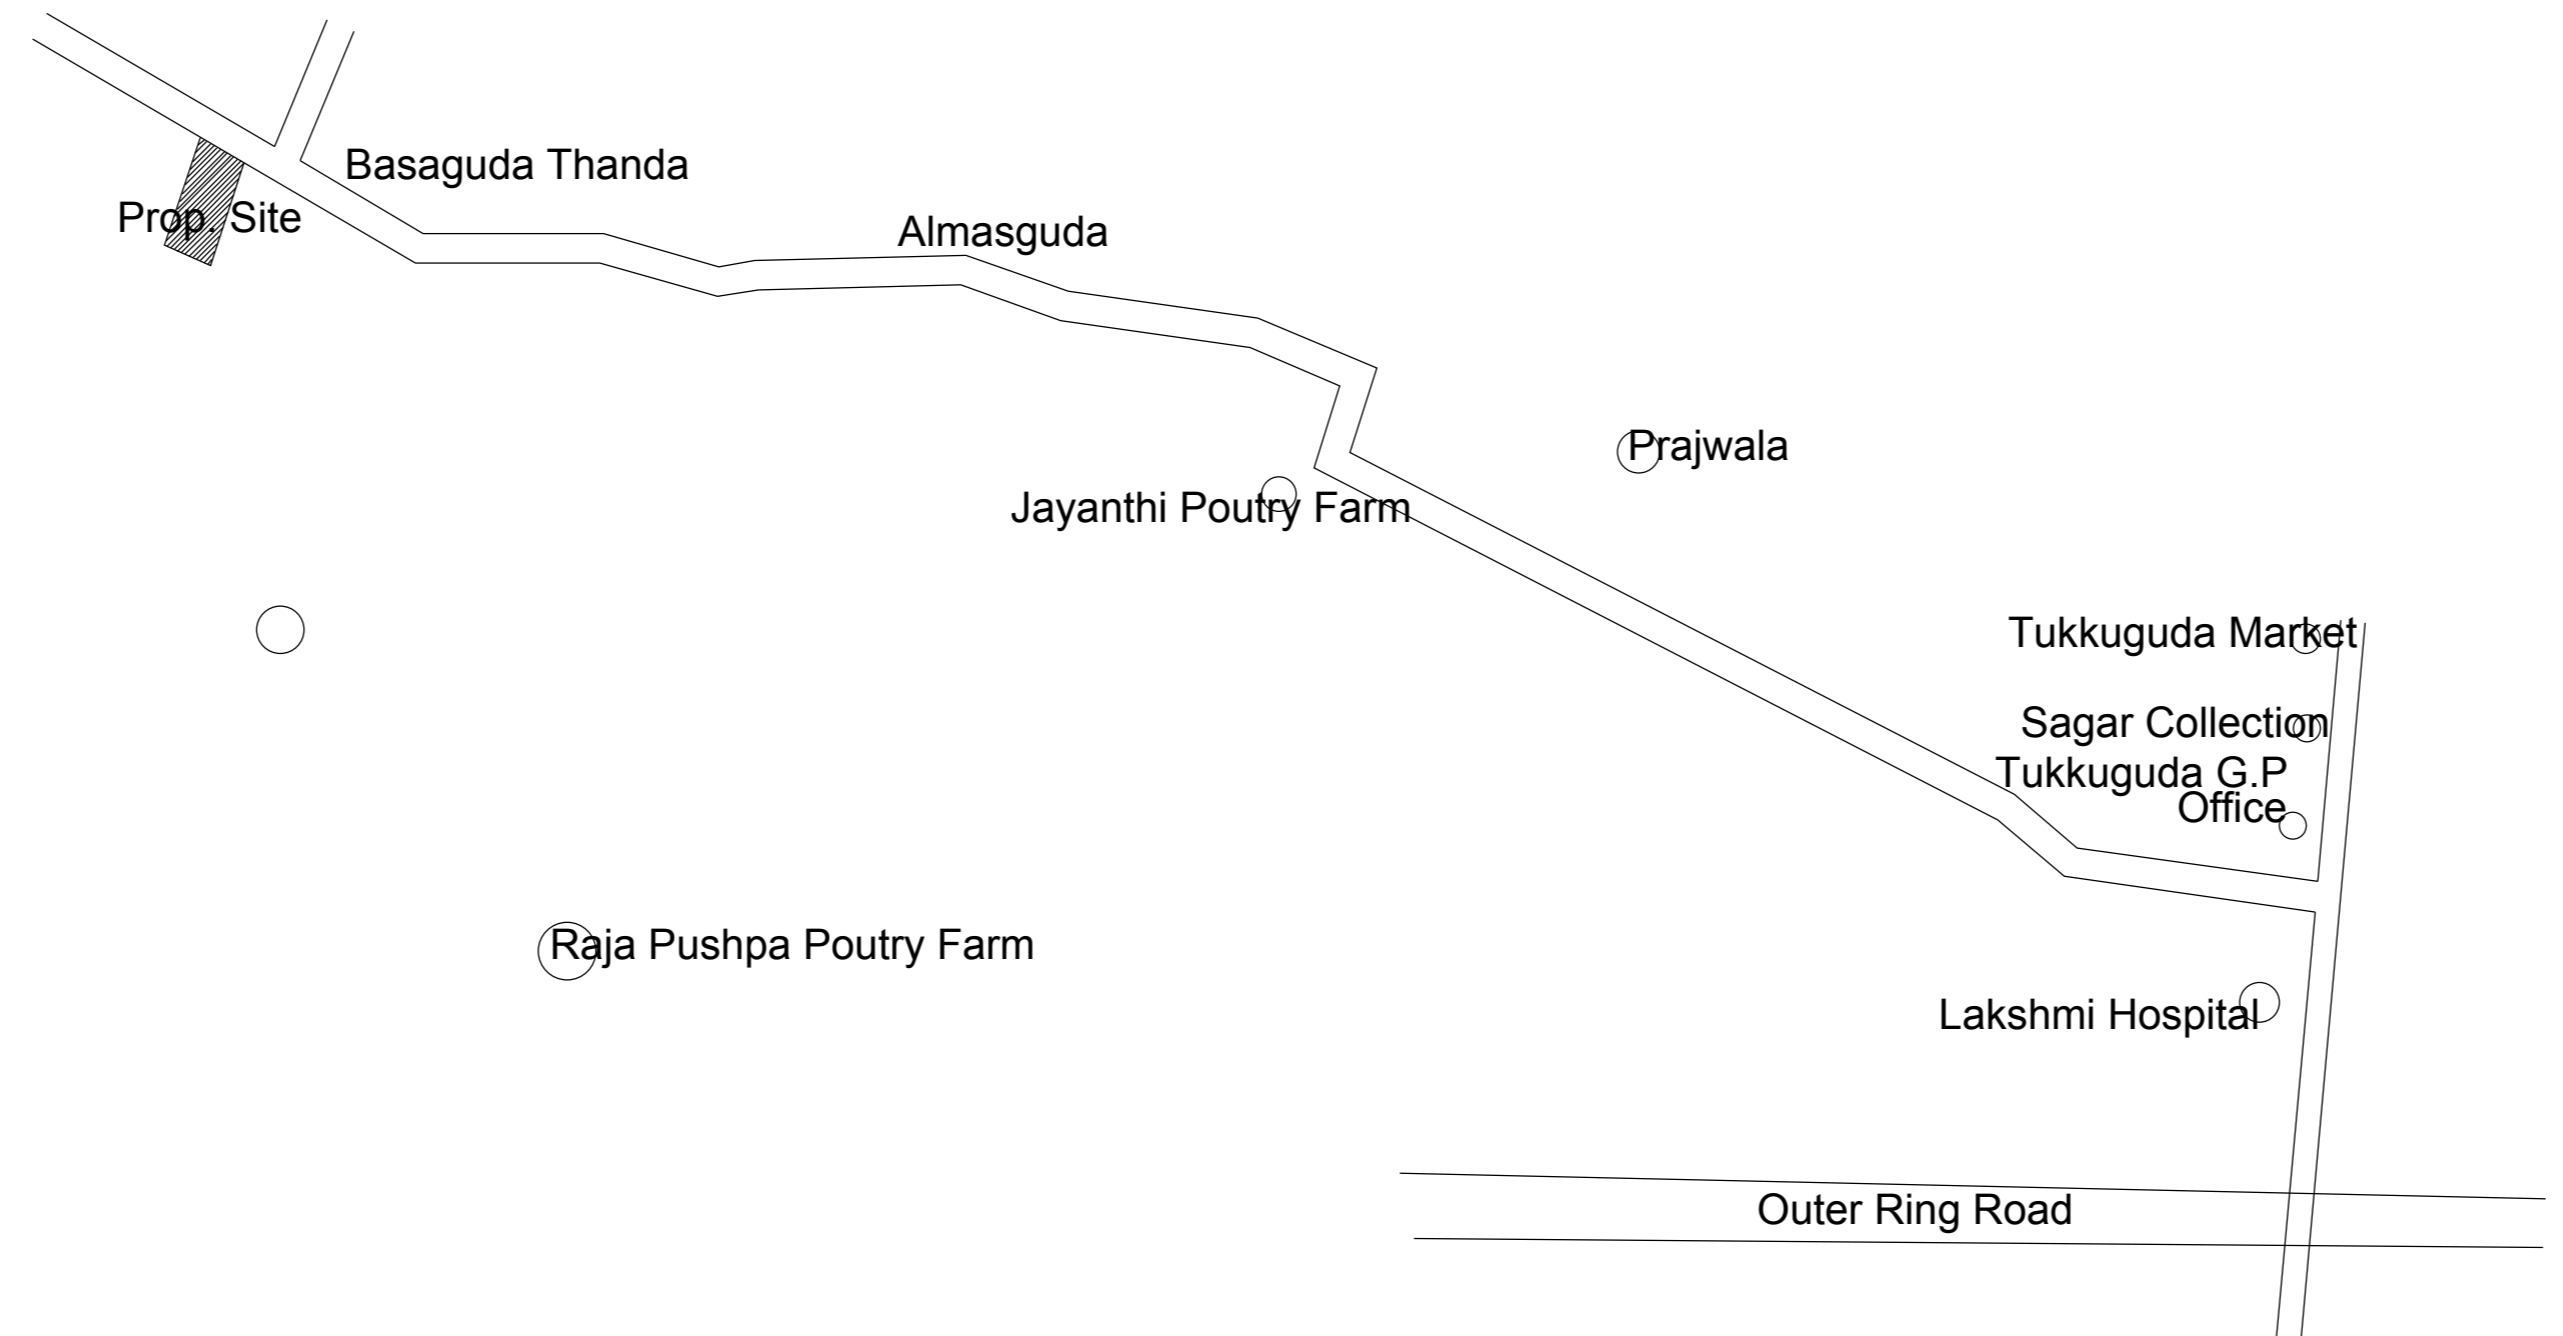 Basaguda Thanda
Prop. Site
Almasguda
Prajwala
Jayanthi Poutry Farm
Tukkuguda Market
Sagar Collection
Tukkuguda G.P
Office
Raja Pushpa Poutry Farm
Lakshmi Hospital
Outer Ring Road